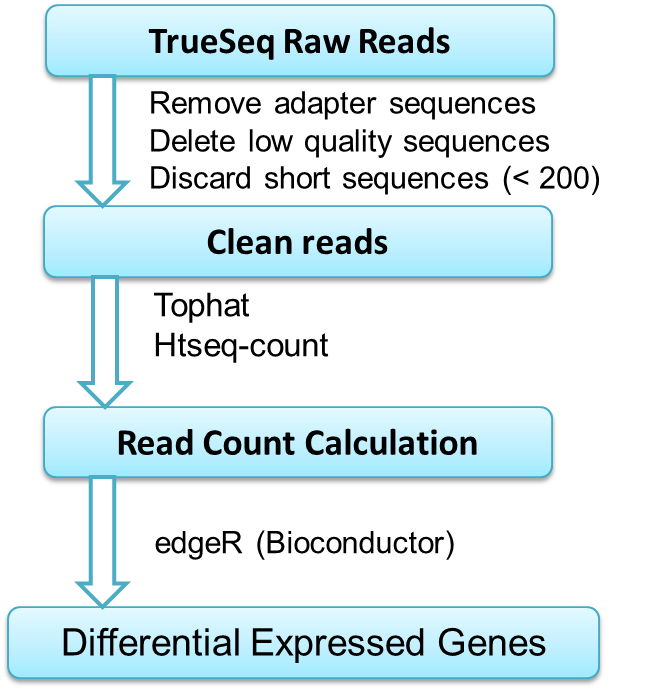 TrueSeq Raw Reads
Remove adapter sequences
Delete low quality sequences
Discard short sequences (< 200)
Clean reads
Tophat
Htseq-count
Read Count Calculation
edgeR (Bioconductor)
Differential Expressed Genes